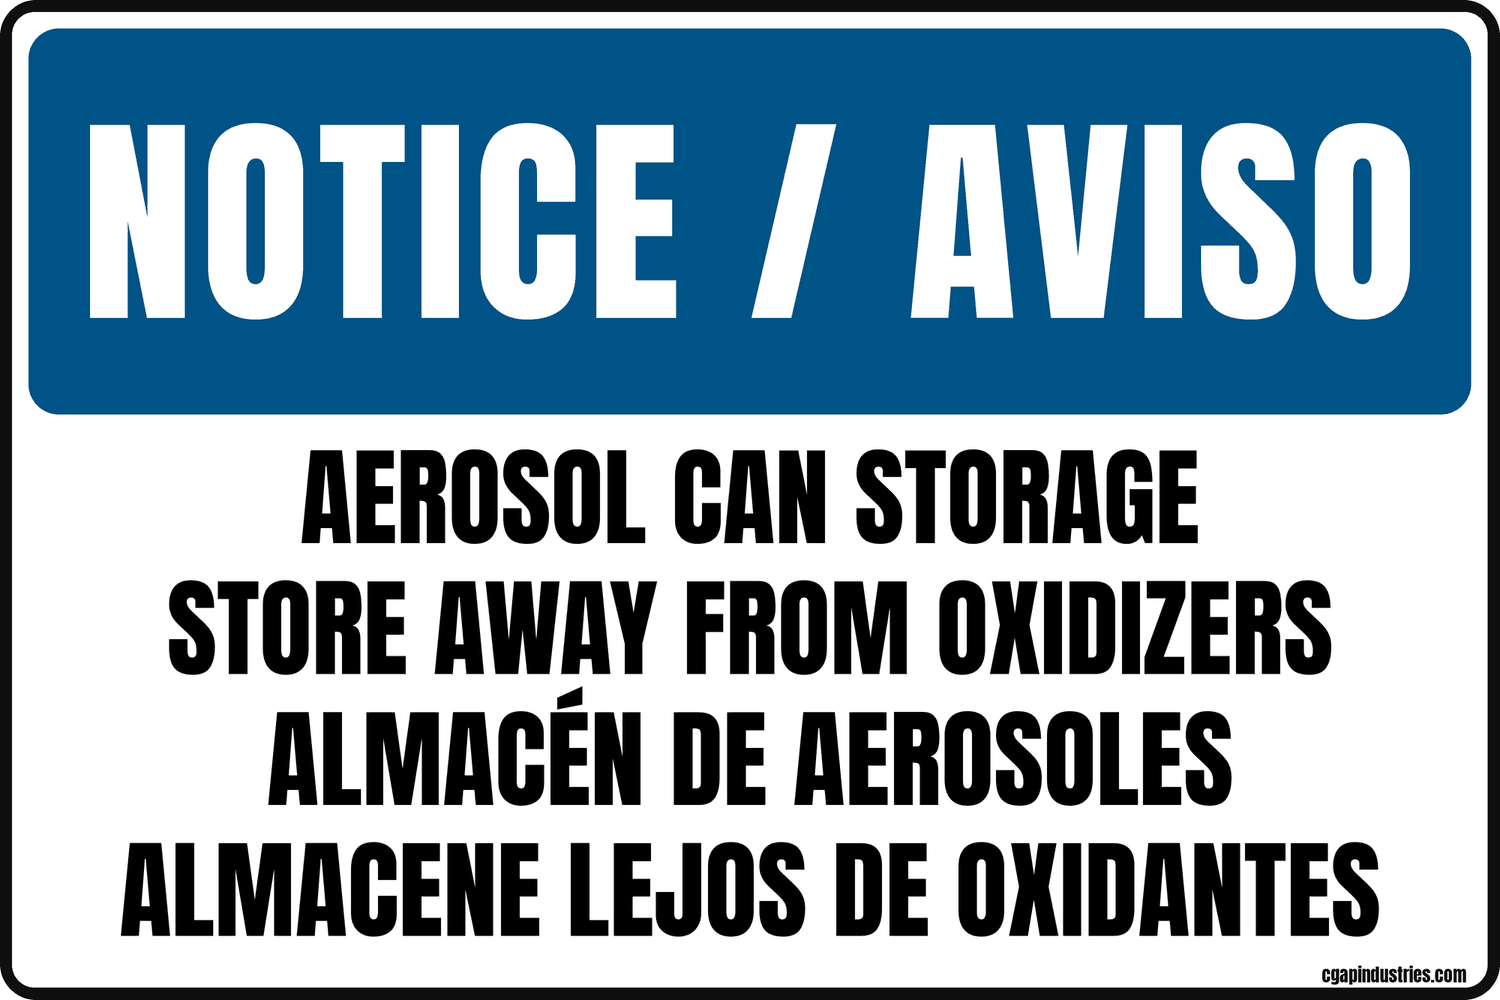 NOTICE / AVISO
AEROSOL CAN STORAGE
STORE AWAY FROM OXIDIZERS
ALMACÉN DE AEROSOLES
ALMACENE LEJOS DE OXIDANTES
cgapindustries.com